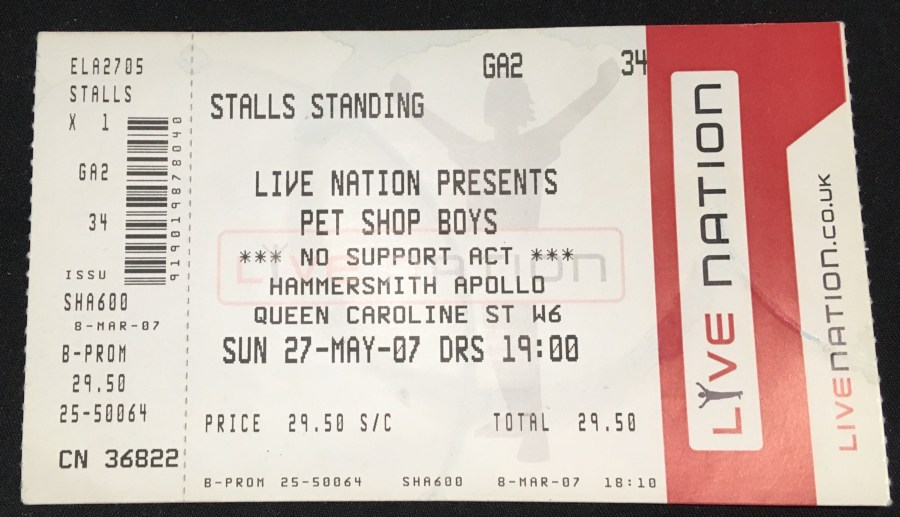 ELA2705
STALLS
X 1
GA2
34
ISSU
SHA600
8-MAR-07
B-PROM
29.50
25-50064
CN 36822
9190198788040
GA2 34
STALLS STANDING
LIVE NATION PRESENTS
PET SHOP BOYS
*** NO SUPPORT ACT ***
HAMMERSMITH APOLLO
QUEEN CAROLINE ST W6
SUN 27-MAY-07 DRS 19:00
PRICE 29.50 S/C TOTAL 29.50
B-PROM 25-50064 SHA600 8-MAR-07 18:10
LIVE NATION
LIVE NATION
LIVENATION.CO.UK